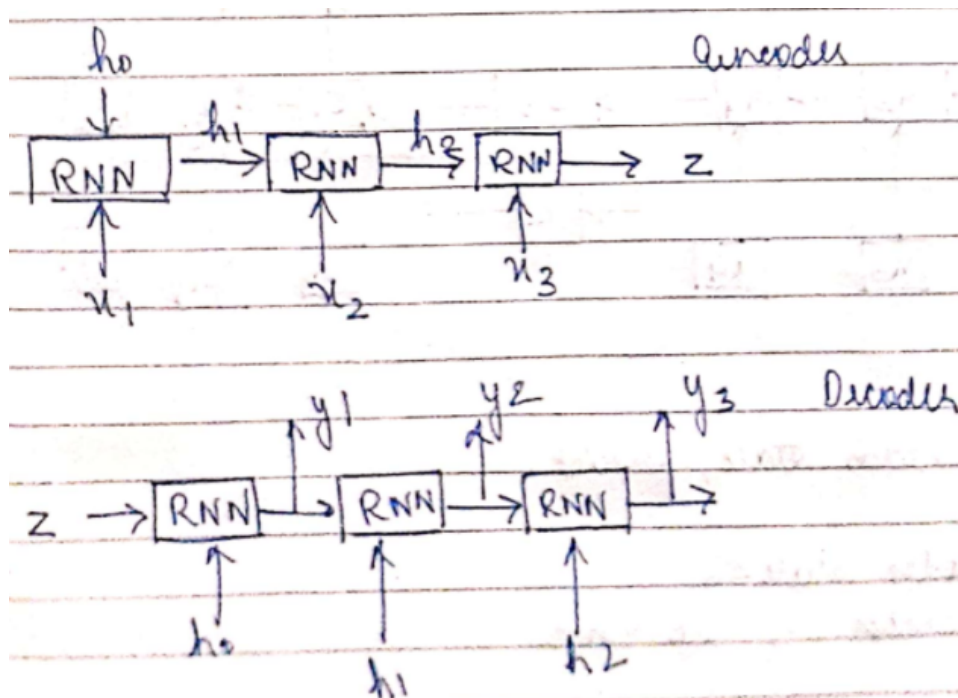 h0 Encoder
h1 h2
RNN RNN RNN z
x1 x2 x3
y1 y2 y3 Decoder
z RNN RNN RNN
h0 h1 h2